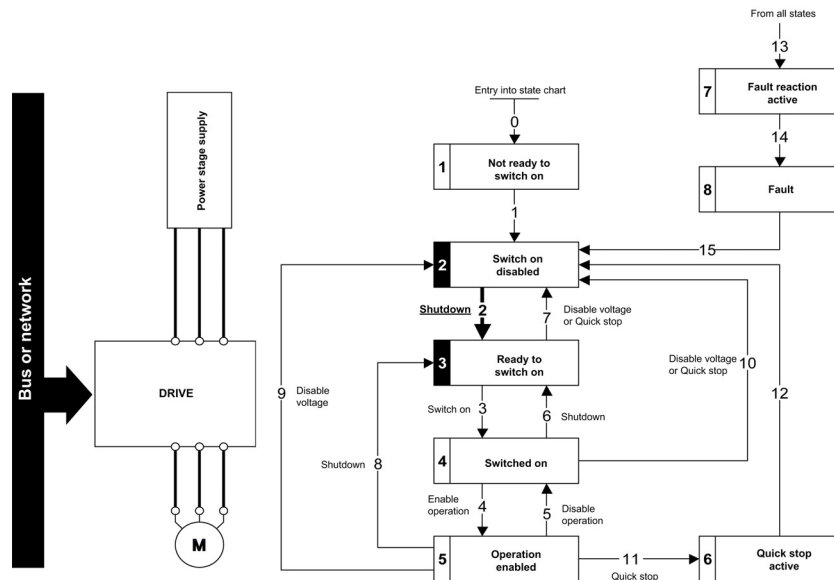 From all states
13
7
Fault reaction
active
14
8
Fault
15
Entry into state chart
0
1
Not ready to
switch on
1
2
Switch on
disabled
Shutdown
2
7
Disable voltage
or Quick stop
3
Ready to
switch on
Switch on
3
6
Shutdown
4
Switched on
Enable
operation
4
5
Disable
operation
5
Operation
enabled
11
Quick stop
6
Quick stop
active
Disable voltage
or Quick stop
10
12
9
Disable
voltage
Shutdown
8
Bus or network
Power stage supply
DRIVE
M